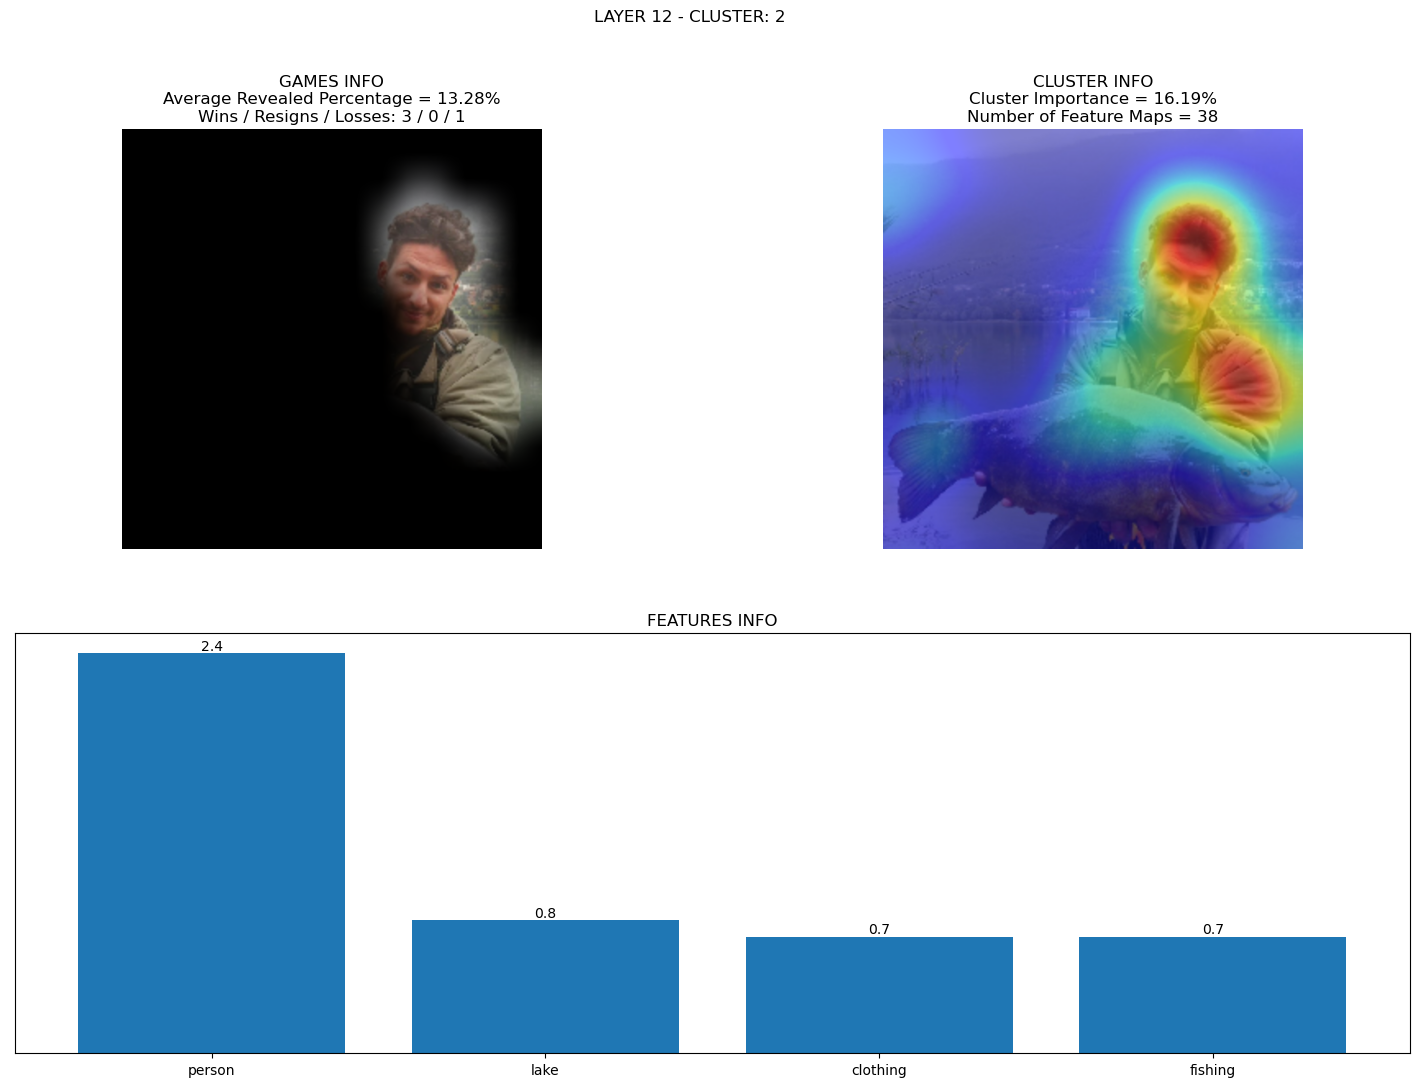 LAYER 12 - CLUSTER: 2
GAMES INFO
Average Revealed Percentage = 13.28%
Wins / Resigns / Losses: 3 / 0 / 1
CLUSTER INFO
Cluster Importance = 16.19%
Number of Feature Maps = 38
FEATURES INFO
2.4
0.8
0.7
0.7
person
lake
clothing
fishing